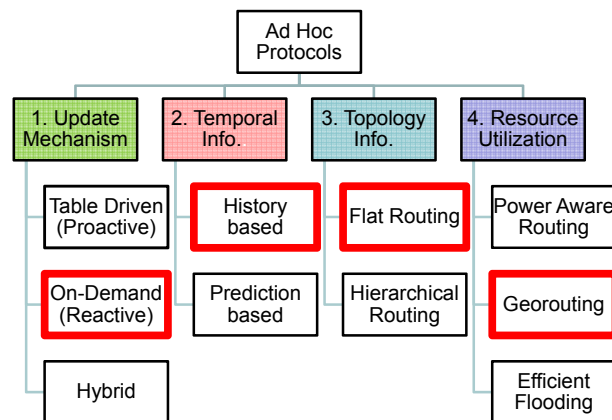 Ad Hoc
Protocols
1. Update
Mechanism
2. Temporal
Info.
3. Topology
Info.
4. Resource
Utilization
Table Driven
(Proactive)
On-Demand
(Reactive)
Hybrid
History
based
Prediction
based
Flat Routing
Hierarchical
Routing
Power Aware
Routing
Georouting
Efficient
Flooding